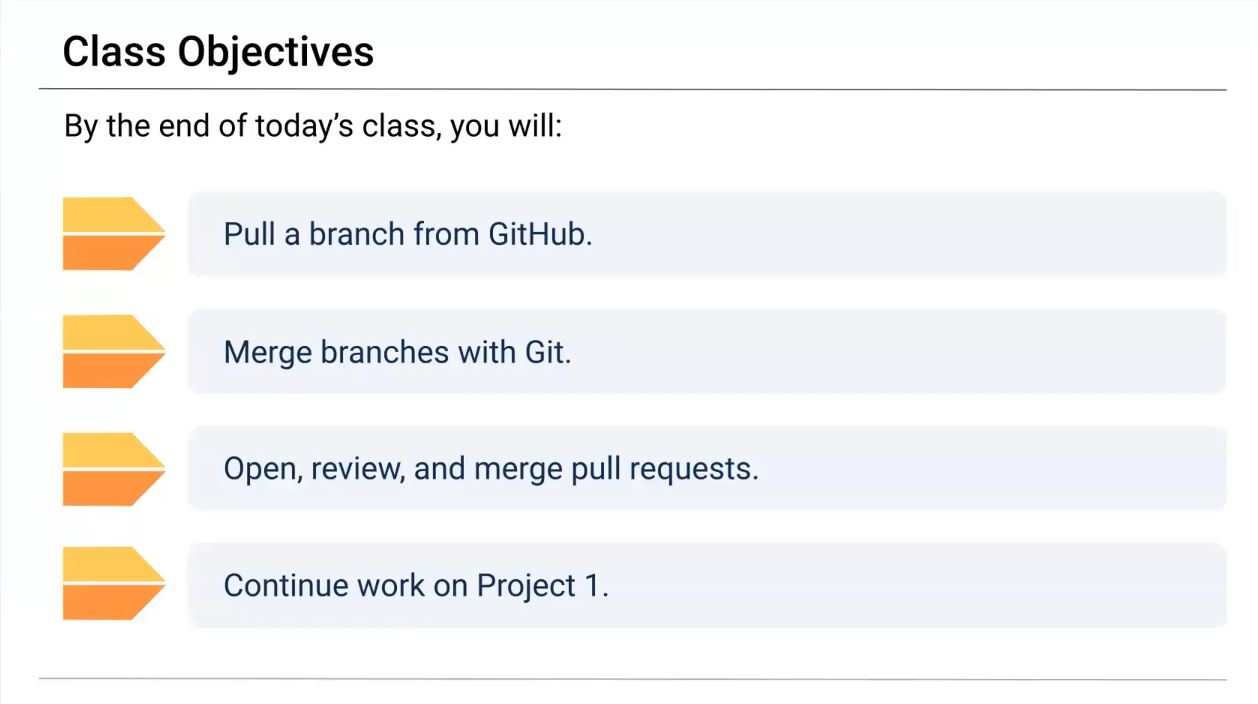 Class Objectives
By the end of today’s class, you will:
Pull a branch from GitHub.
Merge branches with Git.
Open, review, and merge pull requests.
Continue work on Project 1.